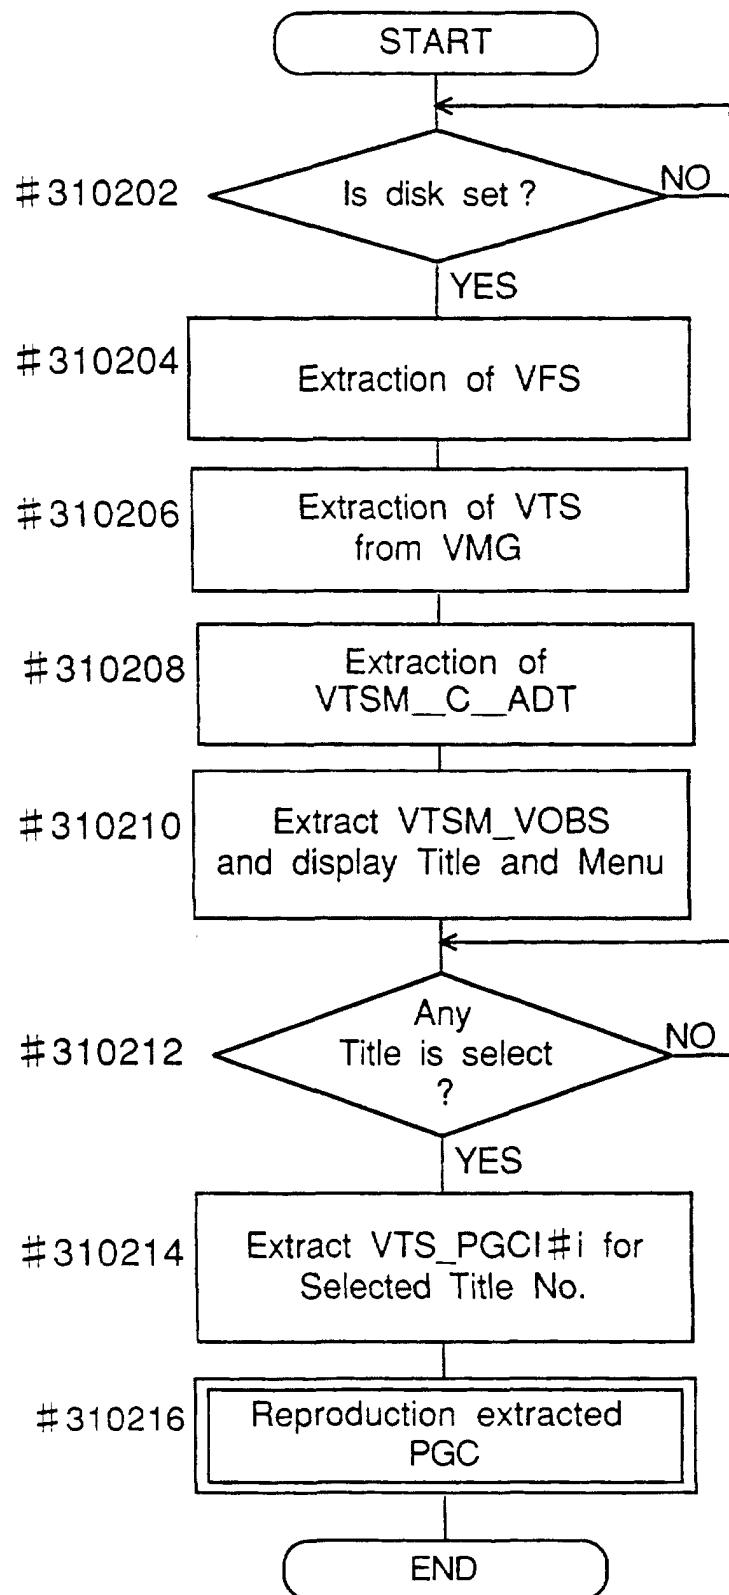 START
#310202
Is disk set ?
NO
YES
#310204
Extraction of VFS
#310206
Extraction of VTS
from VMG
#310208
Extraction of
VTSM__C__ADT
#310210
Extract VTSM_VOBS
and display Title and Menu
#310212
Any
Title is select
?
NO
YES
#310214
Extract VTS_PGCI#i for
Selected Title No.
#310216
Reproduction extracted
PGC
END